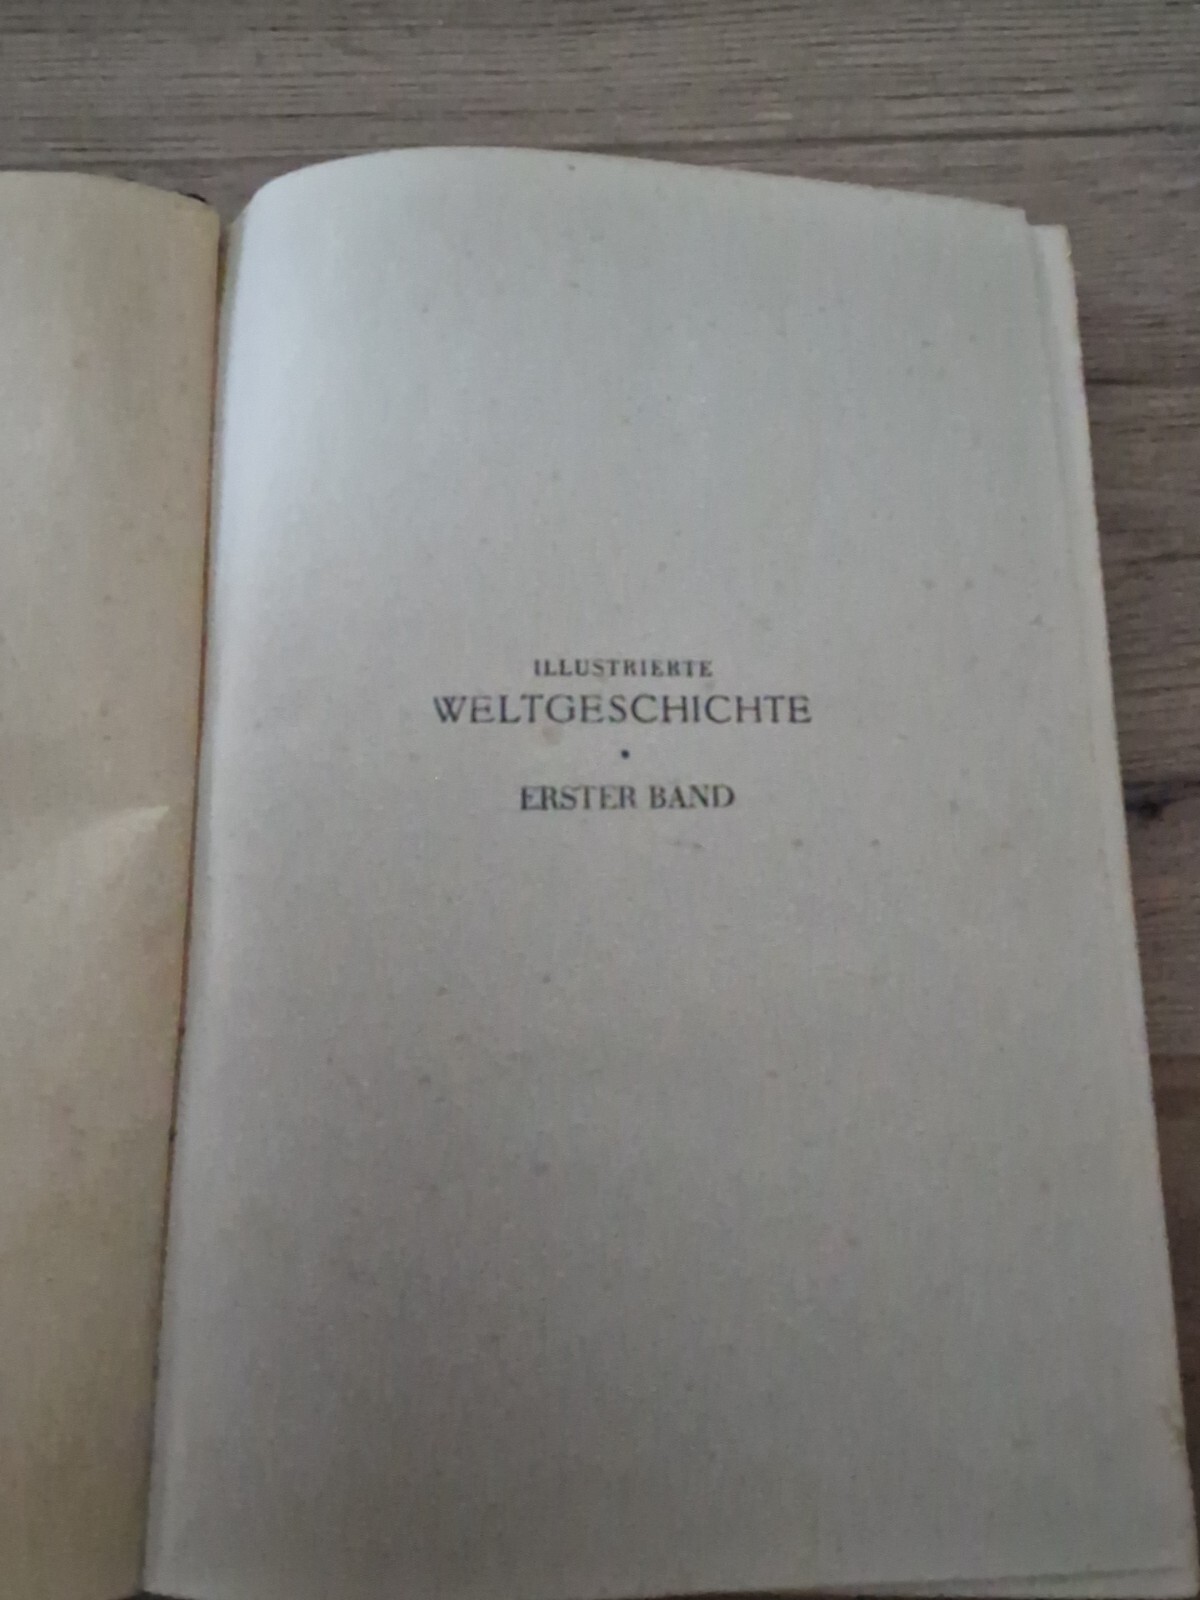 ILLUSTRIERTE
WELTGESCHICHTE
•
ERSTER BAND